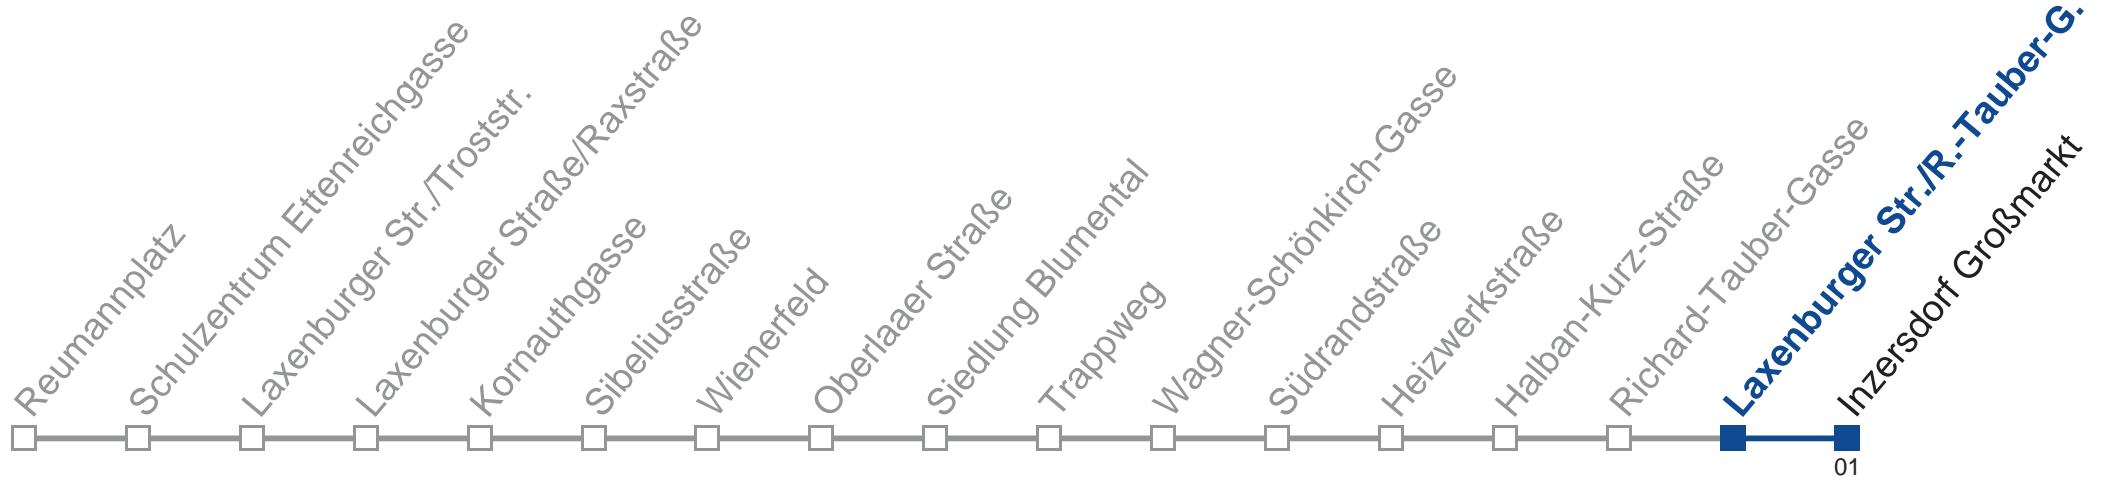 Reumannplatz
Schulzentrum Ettenreichgasse
Laxenburger Str./Troststr.
Laxenburger Straße/Raxstraße
Kornauthgasse
Sibeliusstraße
Wienerfeld
Oberlaaer Straße
Siedlung Blumental
Trappweg
Wagner-Schönkirch-Gasse
Südrandstraße
Heizwerkstraße
Halban-Kurz-Straße
Richard-Tauber-Gasse
Laxenburger Str./R.-Tauber-G.
Inzersdorf Großmarkt
01